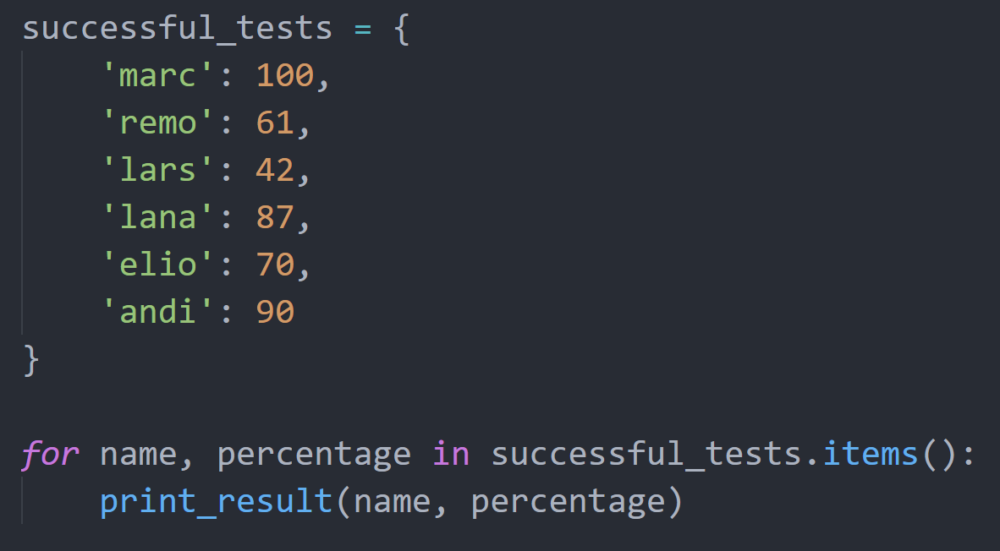 successful_tests = {
    'marc': 100,
    'remo': 61,
    'lars': 42,
    'lana': 87,
    'elio': 70,
    'andi': 90
}

for name, percentage in successful_tests.items():
    print_result(name, percentage)